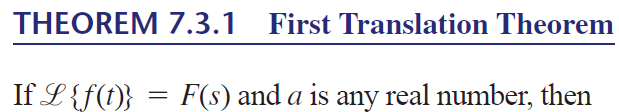 THEOREM 7.3.1 First Translation Theorem
If ℒ{f(t)} = F(s) and a is any real number, then